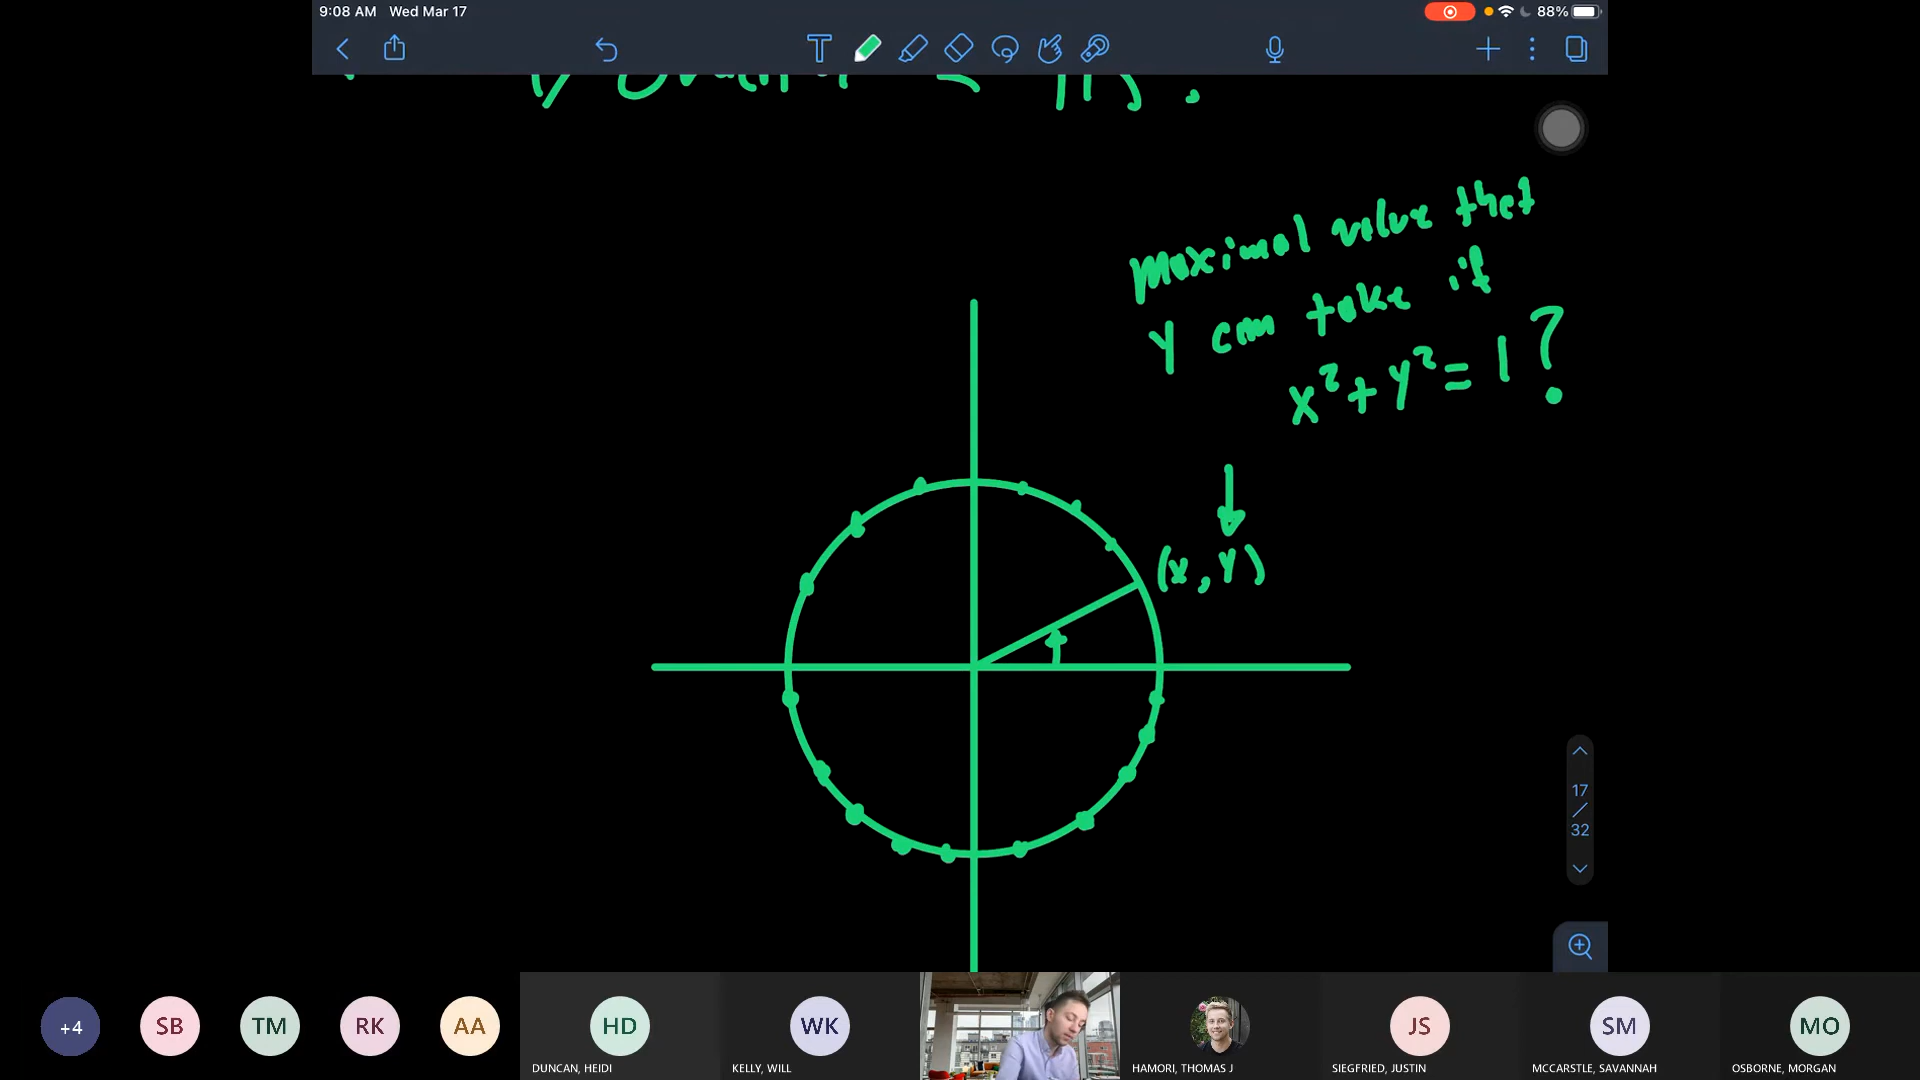 9:08 AM Wed Mar 17
88%
maximal value that
y can take if
x²+y²=1?
(x,y)
17
/
32
+4
SB
TM
RK
AA
HD
WK
JS
SM
MO
DUNCAN, HEIDI
KELLY, WILL
HAMORI, THOMAS J
SIEGFRIED, JUSTIN
MCCARSTLE, SAVANNAH
OSBORNE, MORGAN